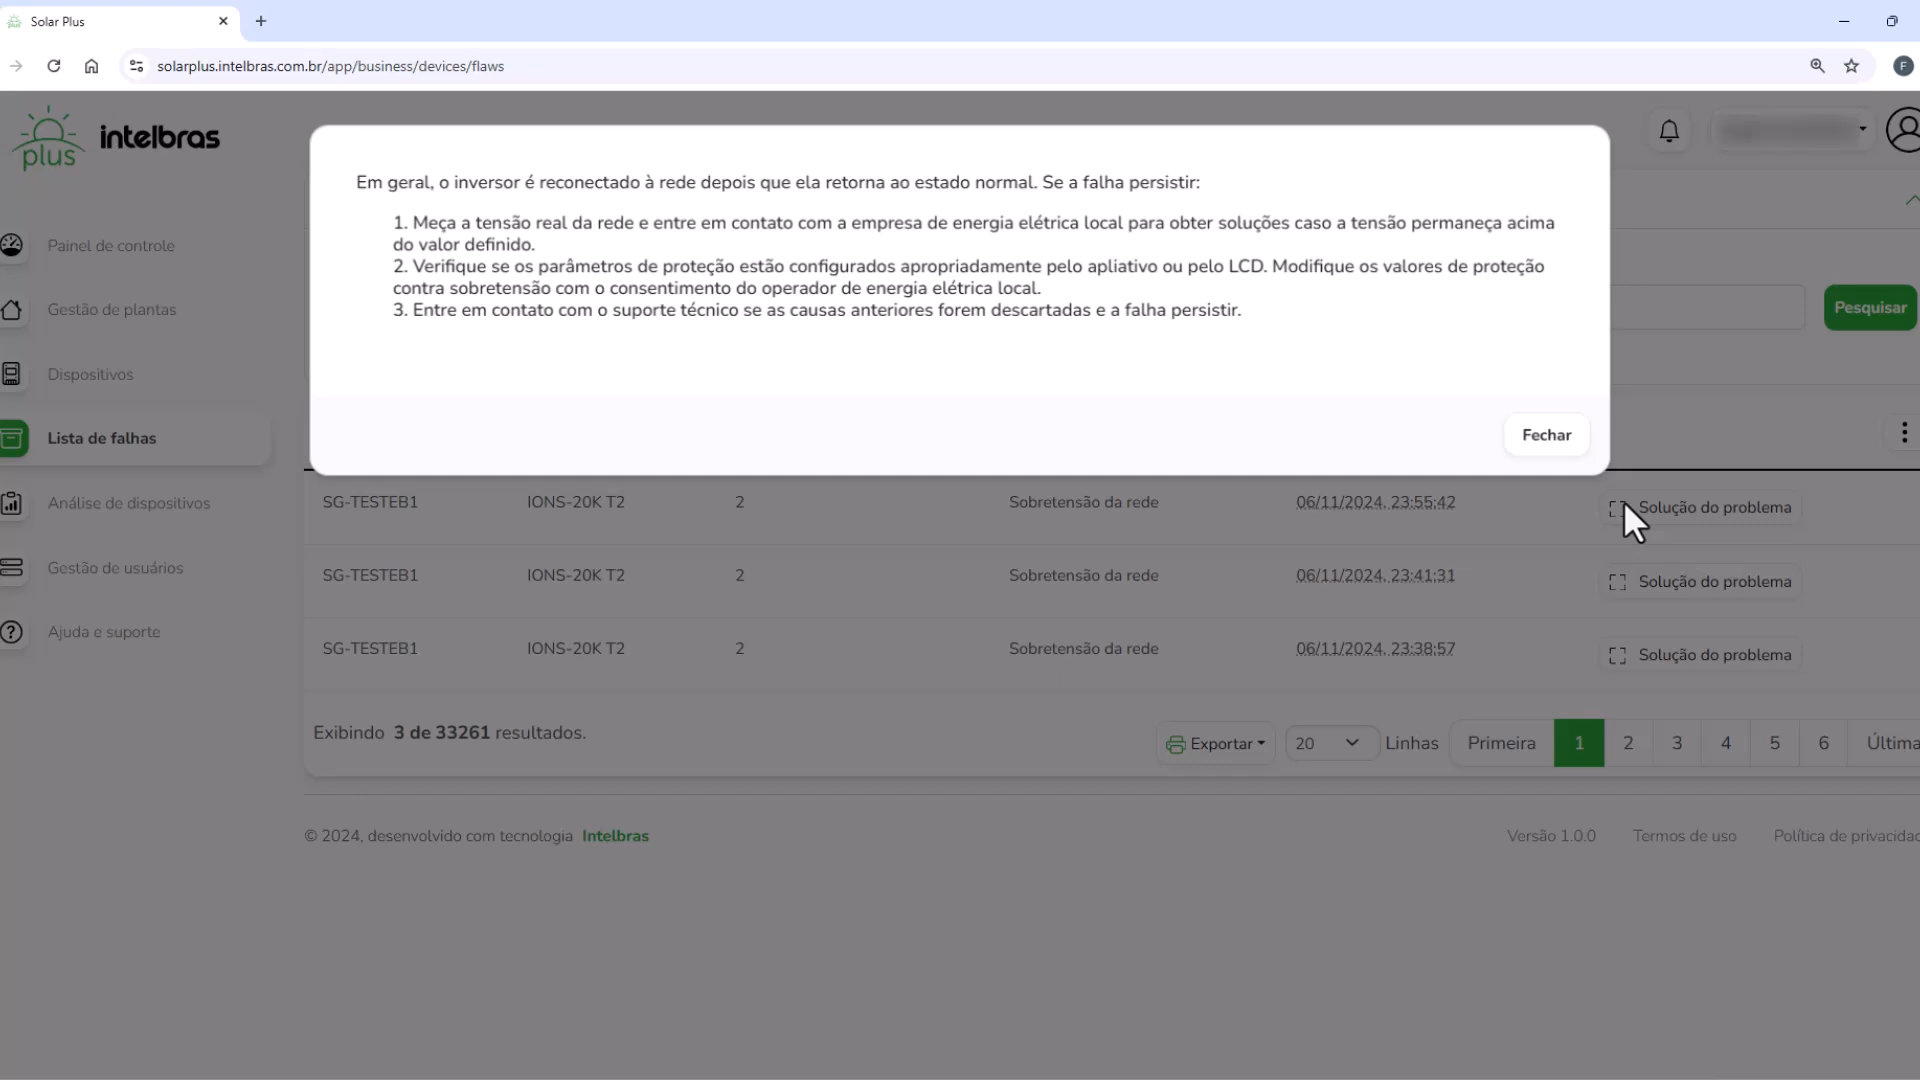 Solar Plus
solarplus.intelbras.com.br/app/business/devices/flaws
F
plus
intelbras
Em geral, o inversor é reconectado à rede depois que ela retorna ao estado normal. Se a falha persistir:
1. Meça a tensão real da rede e entre em contato com a empresa de energia elétrica local para obter soluções caso a tensão permaneça acima
do valor definido.
2. Verifique se os parâmetros de proteção estão configurados apropriadamente pelo apliativo ou pelo LCD. Modifique os valores de proteção
contra sobretensão com o consentimento do operador de energia elétrica local.
3. Entre em contato com o suporte técnico se as causas anteriores forem descartadas e a falha persistir.
Fechar
Painel de controle
Gestão de plantas
Dispositivos
Lista de falhas
Análise de dispositivos
Gestão de usuários
Ajuda e suporte
Pesquisar
SG-TESTEB1 IONS-20K T2 2 Sobretensão da rede 06/11/2024, 23:55:42 Solução do problema
SG-TESTEB1 IONS-20K T2 2 Sobretensão da rede 06/11/2024, 23:41:31 Solução do problema
SG-TESTEB1 IONS-20K T2 2 Sobretensão da rede 06/11/2024, 23:38:57 Solução do problema
Exibindo 3 de 33261 resultados.
Exportar 20 Linhas Primeira 1 2 3 4 5 6 Última
© 2024, desenvolvido com tecnologia Intelbras
Versão 1.0.0 Termos de uso Política de privacidad